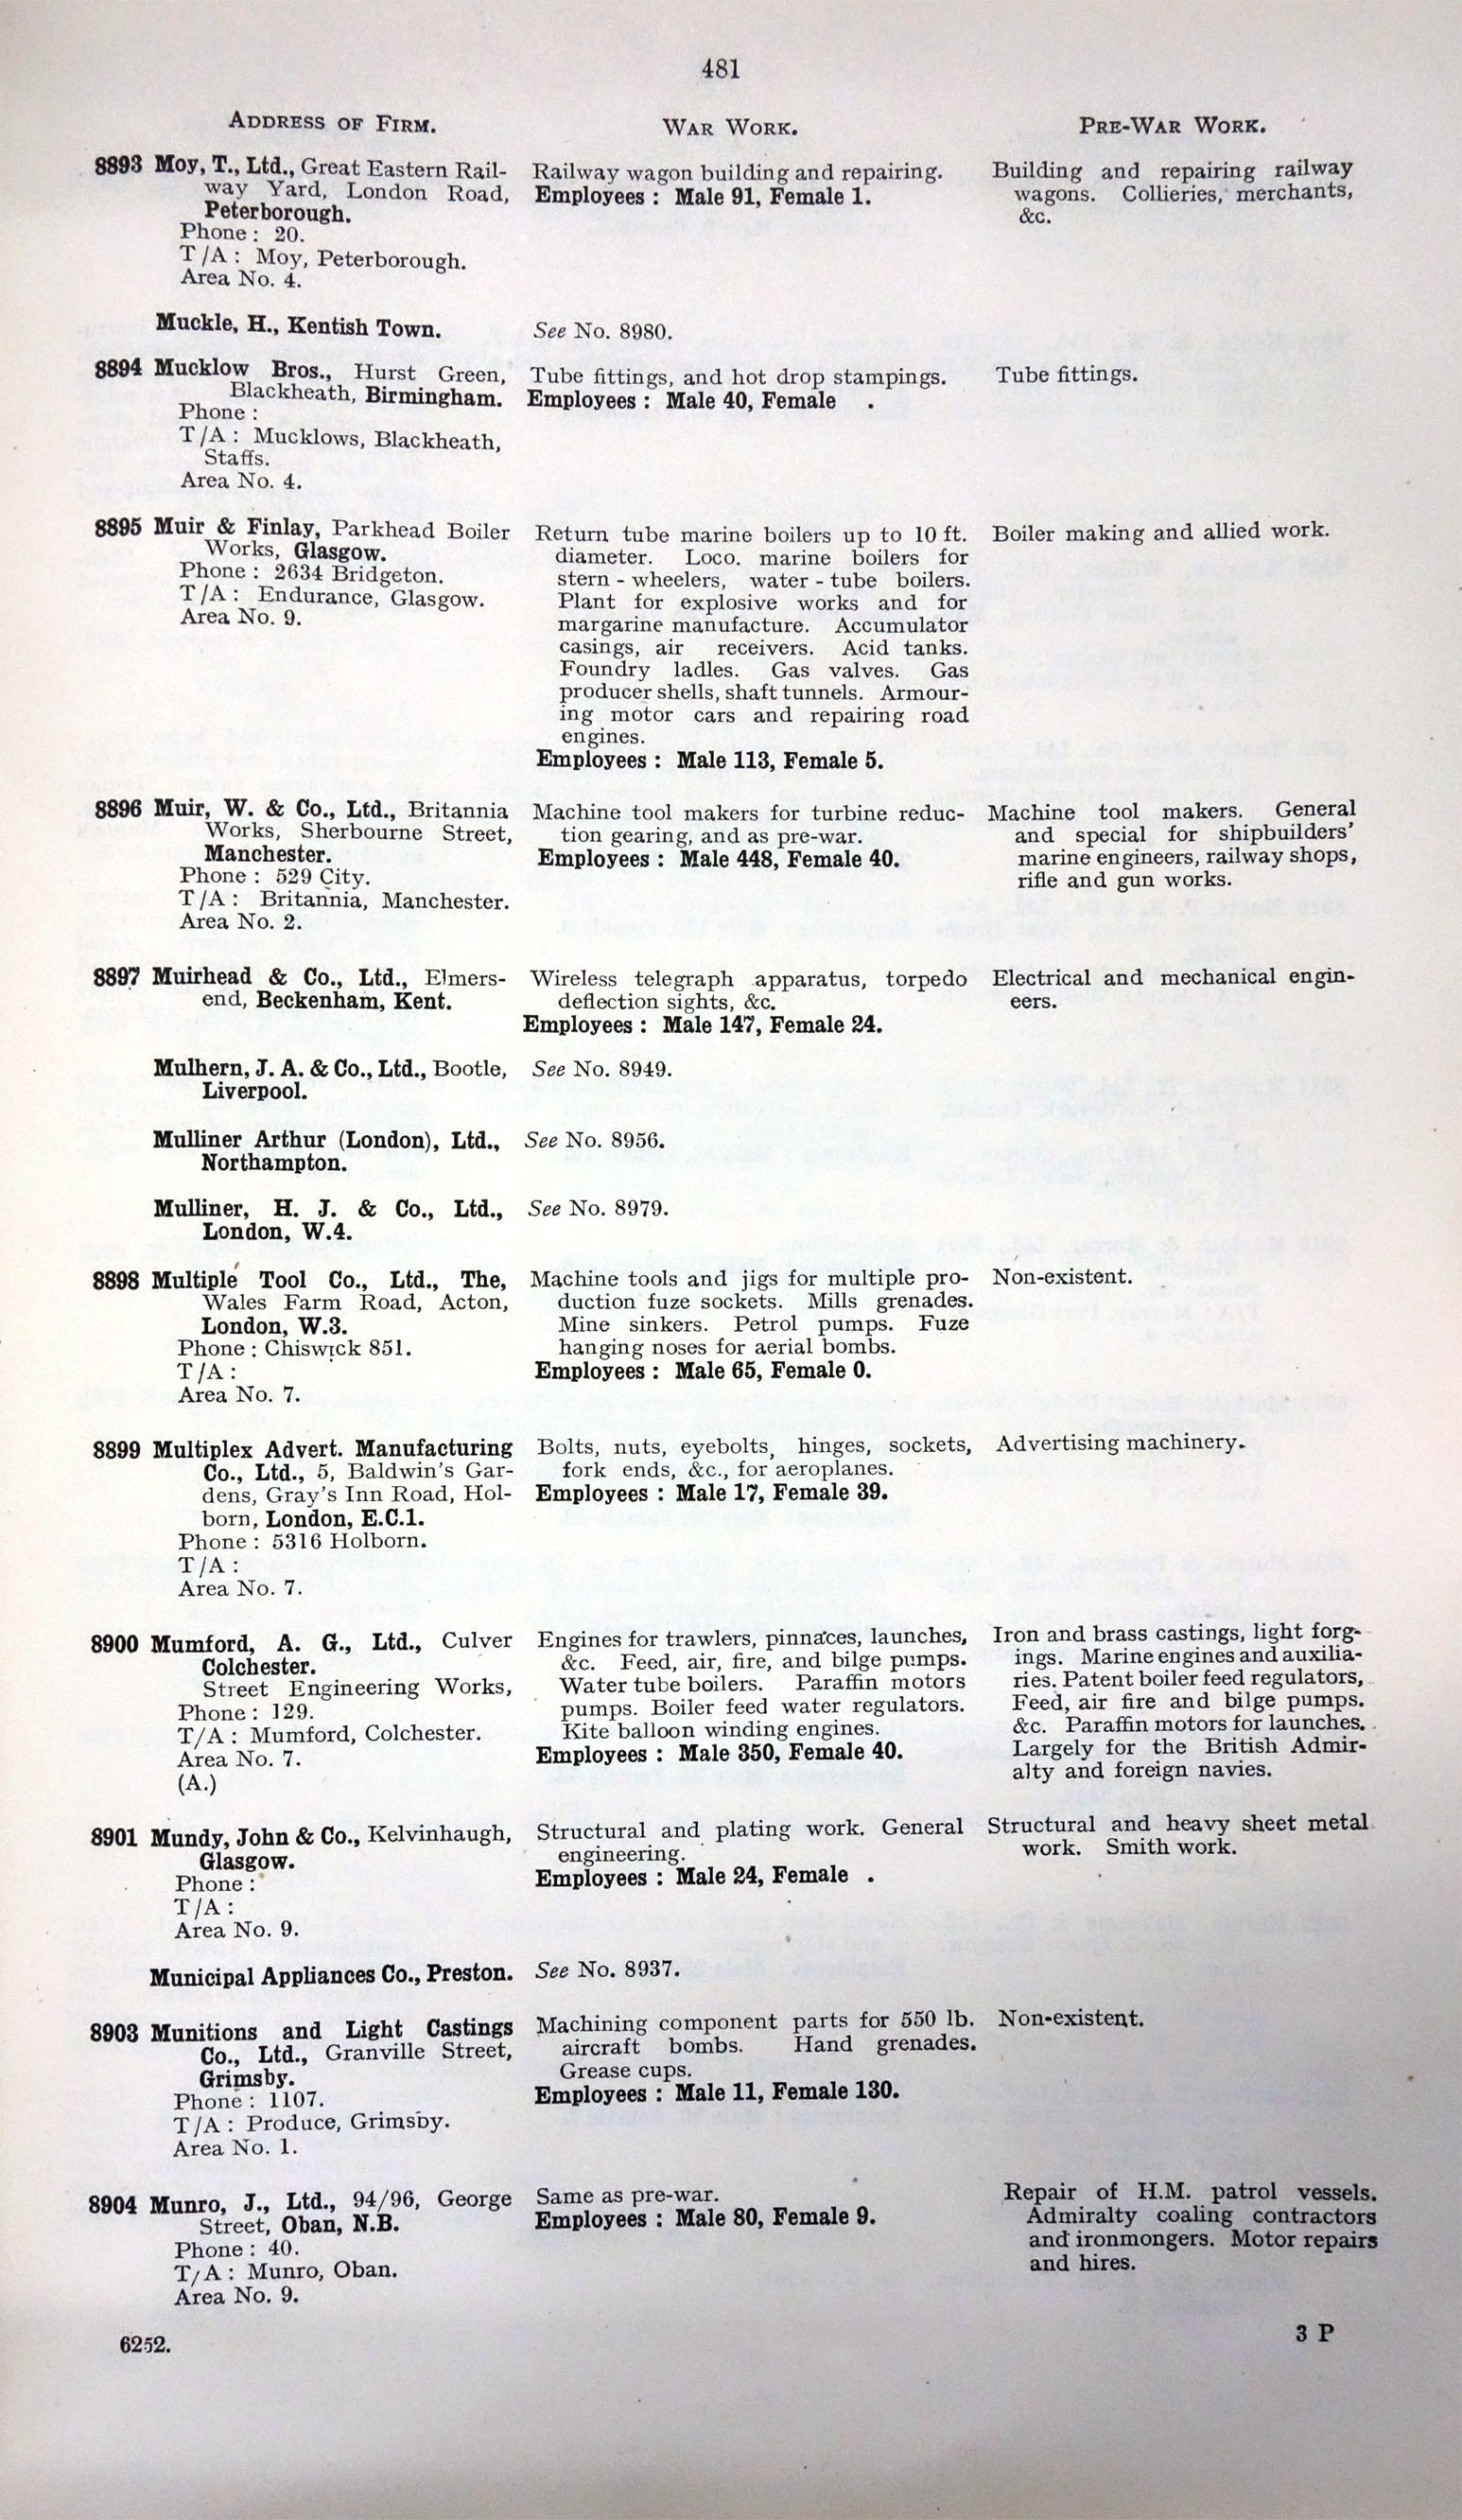 481
ADDRESS OF FIRM.
WAR WORK.
PRE-WAR WORK.
8893 Moy, T., Ltd., Great Eastern Rail-
way Yard, London Road,
Peterborough.
Phone : 20.
T/A : Moy, Peterborough.
Area No. 4.
Railway wagon building and repairing.
Employees : Male 91, Female 1.
Building and repairing railway
wagons. Collieries, merchants,
&c.
Muckle, H., Kentish Town.
See No. 8980.
8894 Mucklow Bros., Hurst Green,
Blackheath, Birmingham.
Phone :
T/A : Mucklows, Blackheath,
Staffs.
Area No. 4.
Tube fittings, and hot drop stampings.
Employees : Male 40, Female .
Tube fittings.
8895 Muir & Finlay, Parkhead Boiler
Works, Glasgow.
Phone : 2634 Bridgeton.
T/A : Endurance, Glasgow.
Area No. 9.
Return tube marine boilers up to 10 ft.
diameter. Loco. marine boilers for
stern - wheelers, water - tube boilers.
Plant for explosive works and for
margarine manufacture. Accumulator
casings, air receivers. Acid tanks.
Foundry ladles. Gas valves. Gas
producer shells, shaft tunnels. Armour-
ing motor cars and repairing road
engines.
Employees : Male 113, Female 5.
Boiler making and allied work.
8896 Muir, W. & Co., Ltd., Britannia
Works, Sherbourne Street,
Manchester.
Phone : 529 City.
T/A : Britannia, Manchester.
Area No. 2.
Machine tool makers for turbine reduc-
tion gearing, and as pre-war.
Employees : Male 448, Female 40.
Machine tool makers. General
and special for shipbuilders'
marine engineers, railway shops,
rifle and gun works.
8897 Muirhead & Co., Ltd., Elmers-
end, Beckenham, Kent.
Wireless telegraph apparatus, torpedo
deflection sights, &c.
Employees : Male 147, Female 24.
Electrical and mechanical engin-
eers.
Mulhern, J. A. & Co., Ltd., Bootle,
Liverpool.
See No. 8949.
Mulliner Arthur (London), Ltd.,
Northampton.
See No. 8956.
Mulliner, H. J. & Co., Ltd.,
London, W.4.
See No. 8979.
8898 Multiple Tool Co., Ltd., The,
Wales Farm Road, Acton,
London, W.3.
Phone : Chiswick 851.
T/A :
Area No. 7.
Machine tools and jigs for multiple pro-
duction fuze sockets. Mills grenades.
Mine sinkers. Petrol pumps. Fuze
hanging noses for aerial bombs.
Employees : Male 65, Female 0.
Non-existent.
8899 Multiplex Advert. Manufacturing
Co., Ltd., 5, Baldwin's Gar-
dens, Gray's Inn Road, Hol-
born, London, E.C.1.
Phone : 5316 Holborn.
T/A :
Area No. 7.
Bolts, nuts, eyebolts, hinges, sockets,
fork ends, &c., for aeroplanes.
Employees : Male 17, Female 39.
Advertising machinery.
8900 Mumford, A. G., Ltd., Culver
Colchester.
Street Engineering Works,
Phone : 129.
T/A : Mumford, Colchester.
Area No. 7.
(A.)
Engines for trawlers, pinnaces, launches,
&c. Feed, air, fire, and bilge pumps.
Water tube boilers. Paraffin motors
pumps. Boiler feed water regulators.
Kite balloon winding engines.
Employees : Male 350, Female 40.
Iron and brass castings, light forg-
ings. Marine engines and auxilia-
ries. Patent boiler feed regulators,
Feed, air fire and bilge pumps.
&c. Paraffin motors for launches.
Largely for the British Admir-
alty and foreign navies.
8901 Mundy, John & Co., Kelvinhaugh,
Glasgow.
Phone :
T/A :
Area No. 9.
Structural and plating work. General
engineering.
Employees : Male 24, Female .
Structural and heavy sheet metal
work. Smith work.
Municipal Appliances Co., Preston.
See No. 8937.
8903 Munitions and Light Castings
Co., Ltd., Granville Street,
Grimsby.
Phone : 1107.
T/A : Produce, Grimsby.
Area No. 1.
Machining component parts for 550 lb.
aircraft bombs. Hand grenades.
Grease cups.
Employees : Male 11, Female 130.
Non-existent.
8904 Munro, J., Ltd., 94/96, George
Street, Oban, N.B.
Phone : 40.
T/A : Munro, Oban.
Area No. 9.
Same as pre-war.
Employees : Male 80, Female 9.
Repair of H.M. patrol vessels.
Admiralty coaling contractors
and ironmongers. Motor repairs
and hires.
6252.
3 P